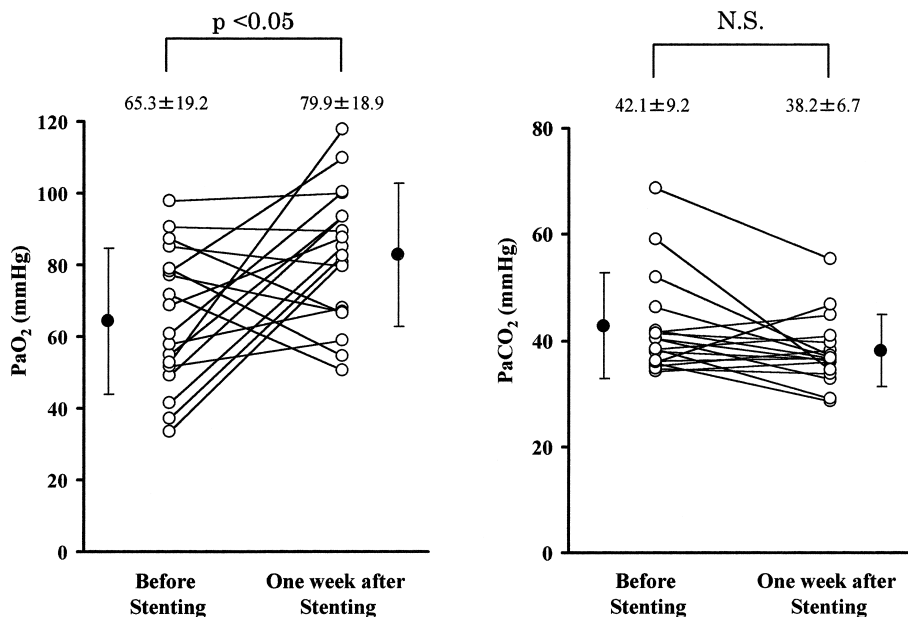 p <0.05
65.3±19.2 79.9±18.9
120
100
80
60
40
20
0
PaO2 (mmHg)
Before
Stenting
One week after
Stenting
N.S.
42.1±9.2 38.2±6.7
80
60
40
20
0
PaCO2 (mmHg)
Before
Stenting
One week after
Stenting